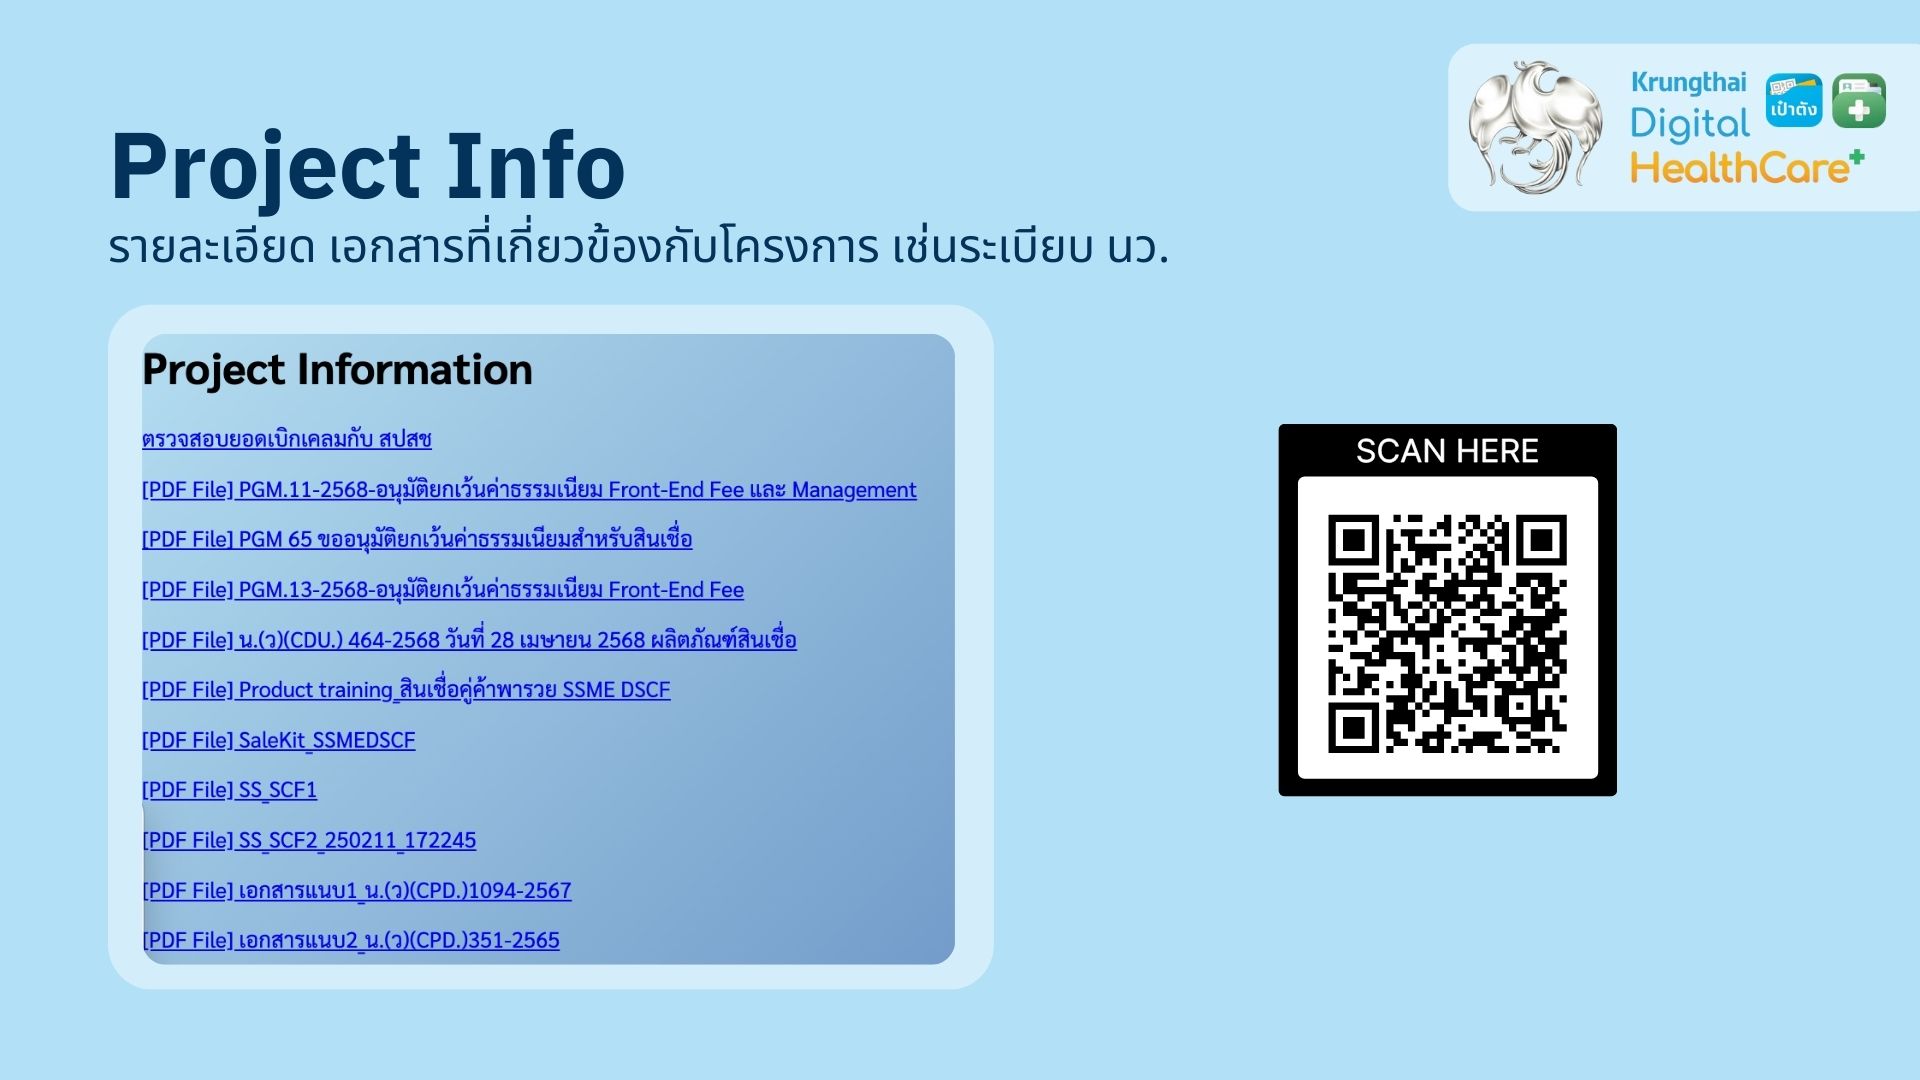 Krungthai
Digital
HealthCare+
เป๋าตัง
Project Info
รายละเอียด เอกสารที่เกี่ยวข้องกับโครงการ เช่นระเบียบ นว.
Project Information
ตรวจสอบยอดเบิกเคลมกับ สปสช
[PDF File] PGM.11-2568-อนุมัติยกเว้นค่าธรรมเนียม Front-End Fee และ Management
[PDF File] PGM 65 ขออนุมัติยกเว้นค่าธรรมเนียมสำหรับสินเชื่อ
[PDF File] PGM.13-2568-อนุมัติยกเว้นค่าธรรมเนียม Front-End Fee
[PDF File] น.(ว)(CDU.) 464-2568 วันที่ 28 เมษายน 2568 ผลิตภัณฑ์สินเชื่อ
[PDF File] Product training_สินเชื่อคู่ค้าพารวย SSME DSCF
[PDF File] SaleKit_SSMEDSCF
[PDF File] SS_SCF1
[PDF File] SS_SCF2_250211_172245
[PDF File] เอกสารแนบ1_น.(ว)(CPD.)1094-2567
[PDF File] เอกสารแนบ2_น.(ว)(CPD.)351-2565
SCAN HERE